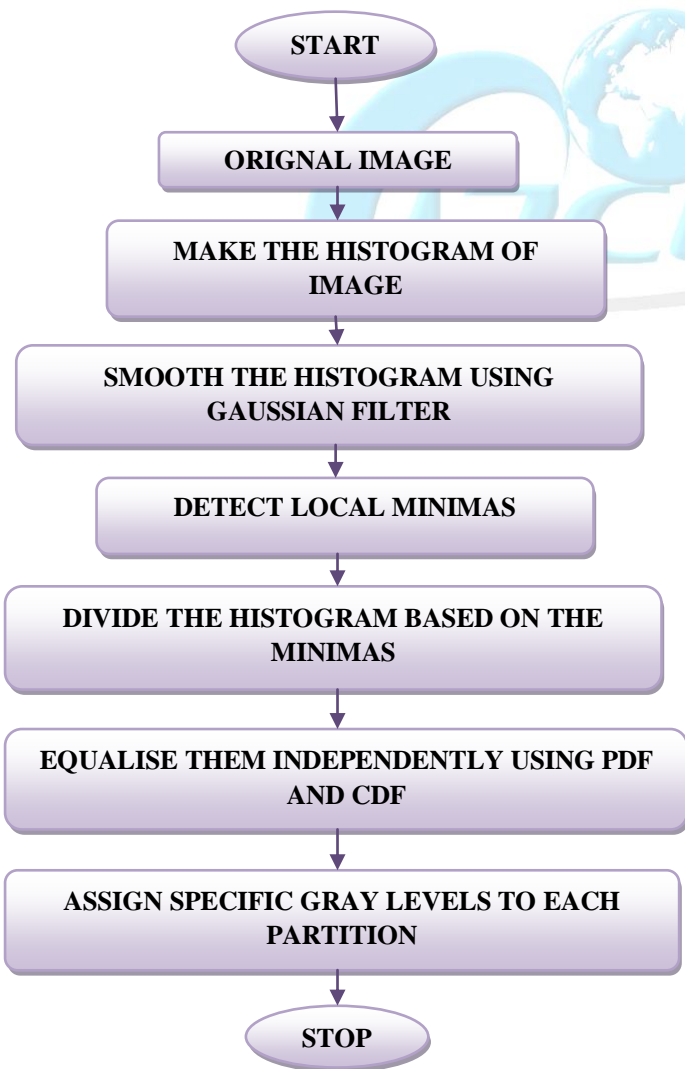 START
ORIGNAL IMAGE
MAKE THE HISTOGRAM OF
IMAGE
SMOOTH THE HISTOGRAM USING
GAUSSIAN FILTER
DETECT LOCAL MINIMAS
DIVIDE THE HISTOGRAM BASED ON THE
MINIMAS
EQUALISE THEM INDEPENDENTLY USING PDF
AND CDF
ASSIGN SPECIFIC GRAY LEVELS TO EACH
PARTITION
STOP